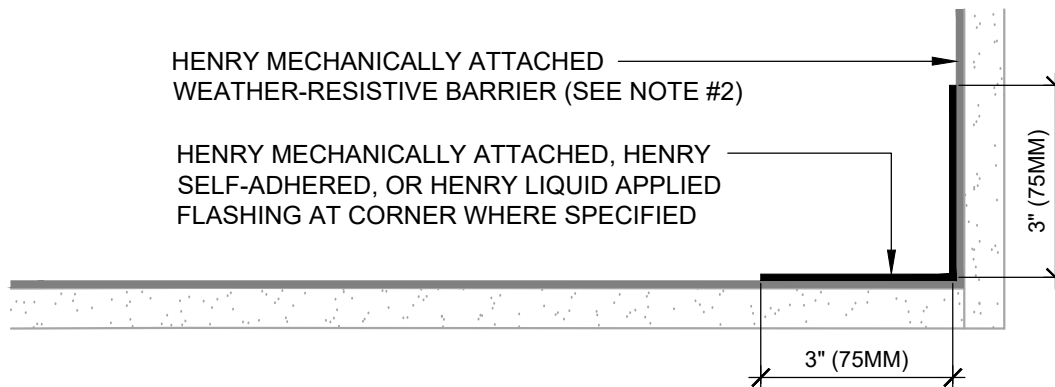 HENRY MECHANICALLY ATTACHED
WEATHER-RESISTIVE BARRIER (SEE NOTE #2)
HENRY MECHANICALLY ATTACHED, HENRY
SELF-ADHERED, OR HENRY LIQUID APPLIED
FLASHING AT CORNER WHERE SPECIFIED
3" (75MM)
3" (75MM)